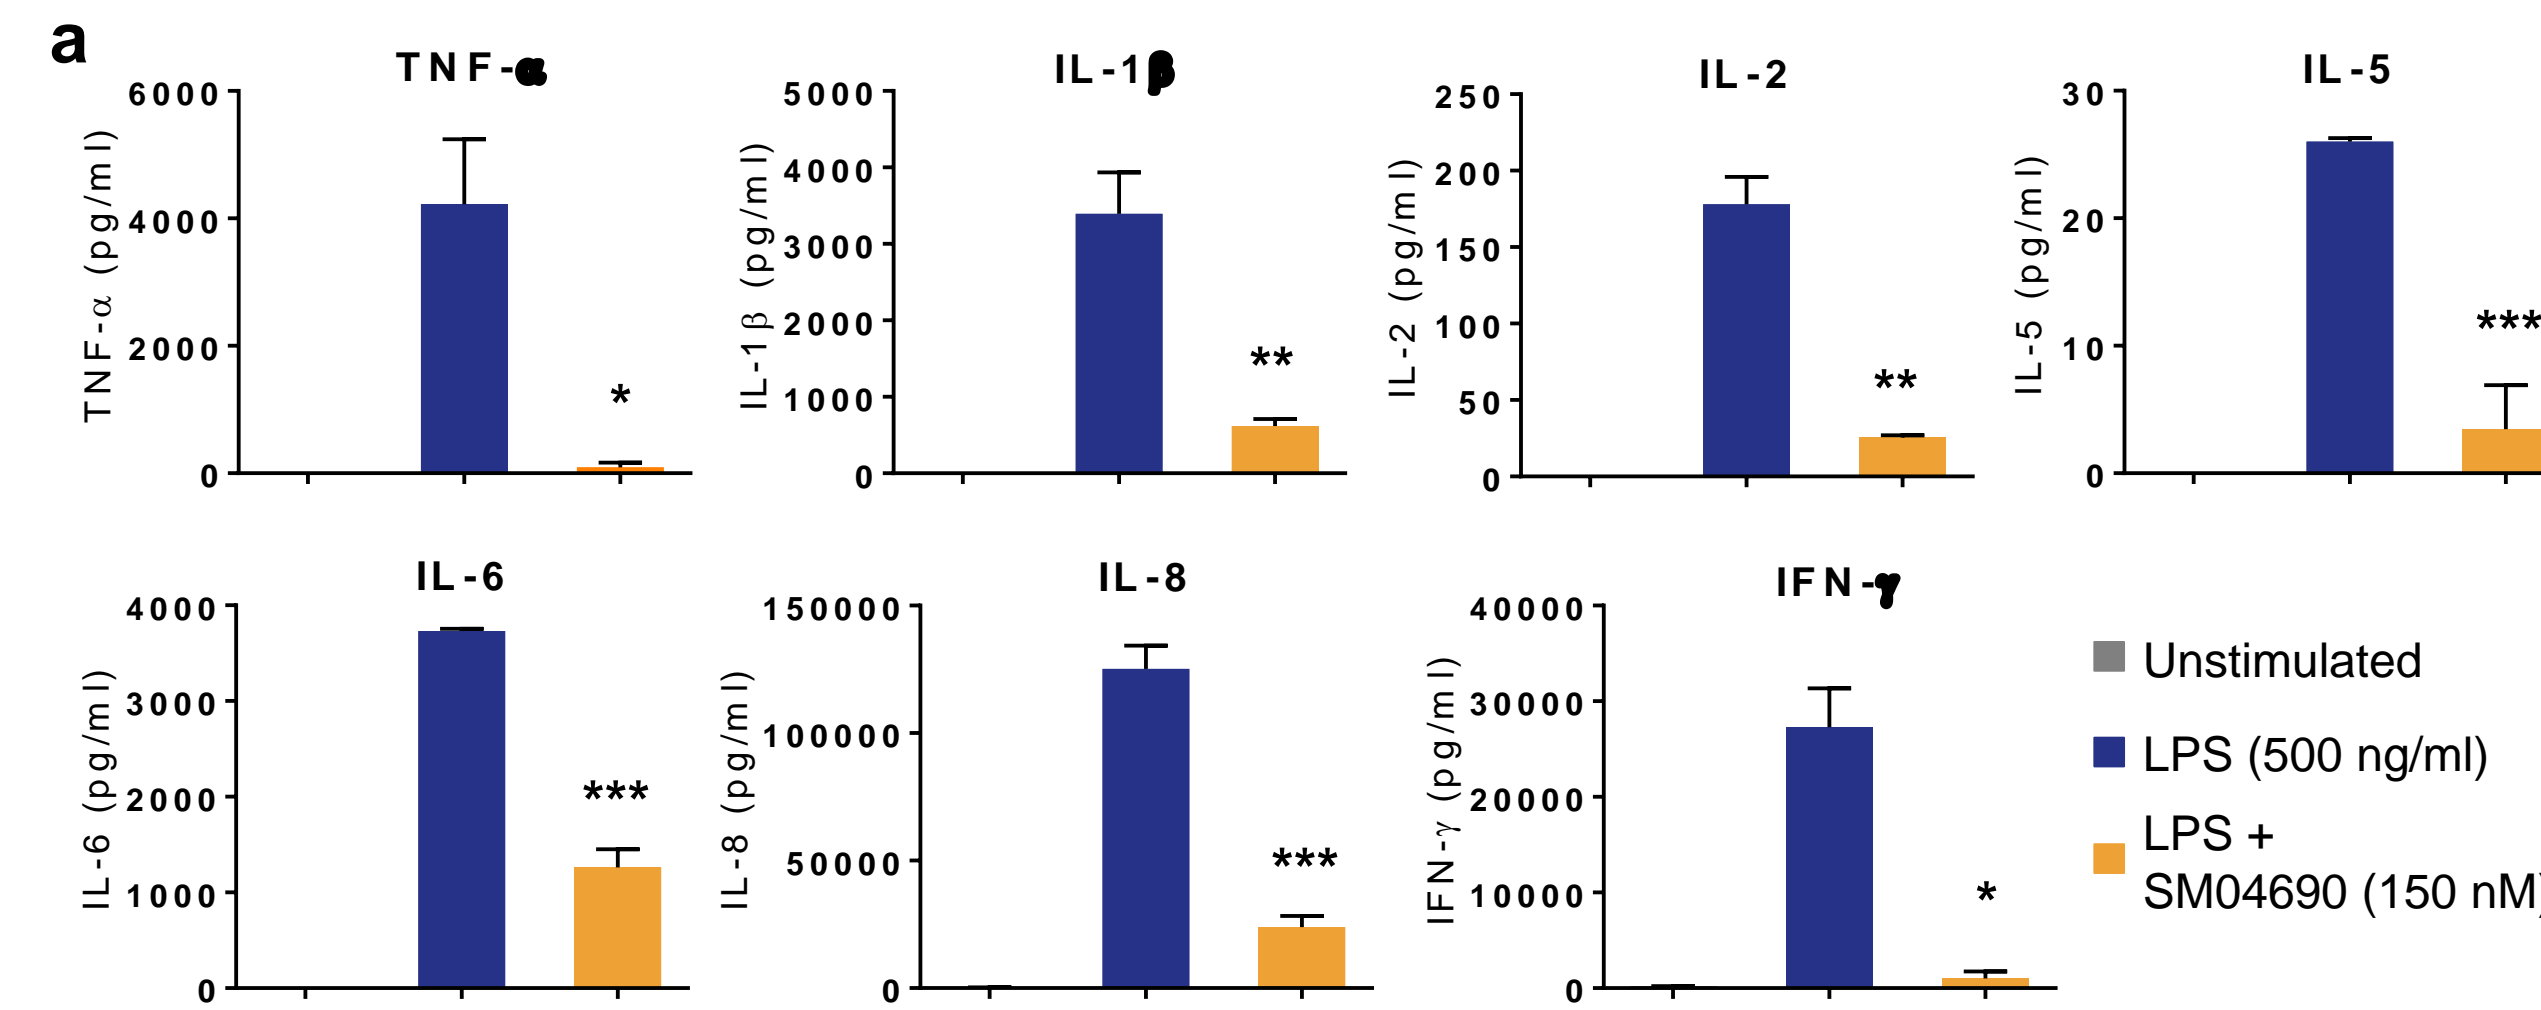 a
TNF-α
6000
4000
2000
0
TNF-α (pg/ml)
*
IL-1β
5000
4000
3000
2000
1000
0
IL-1β (pg/ml)
**
IL-2
250
200
150
100
50
0
IL-2 (pg/ml)
**
IL-5
30
20
10
0
IL-5 (pg/ml)
***
IL-6
4000
3000
2000
1000
0
IL-6 (pg/ml)
***
IL-8
150000
100000
50000
0
IL-8 (pg/ml)
***
IFN-γ
40000
30000
20000
10000
0
IFN-γ (pg/ml)
*
Unstimulated
LPS (500 ng/ml)
LPS +
SM04690 (150 nM)